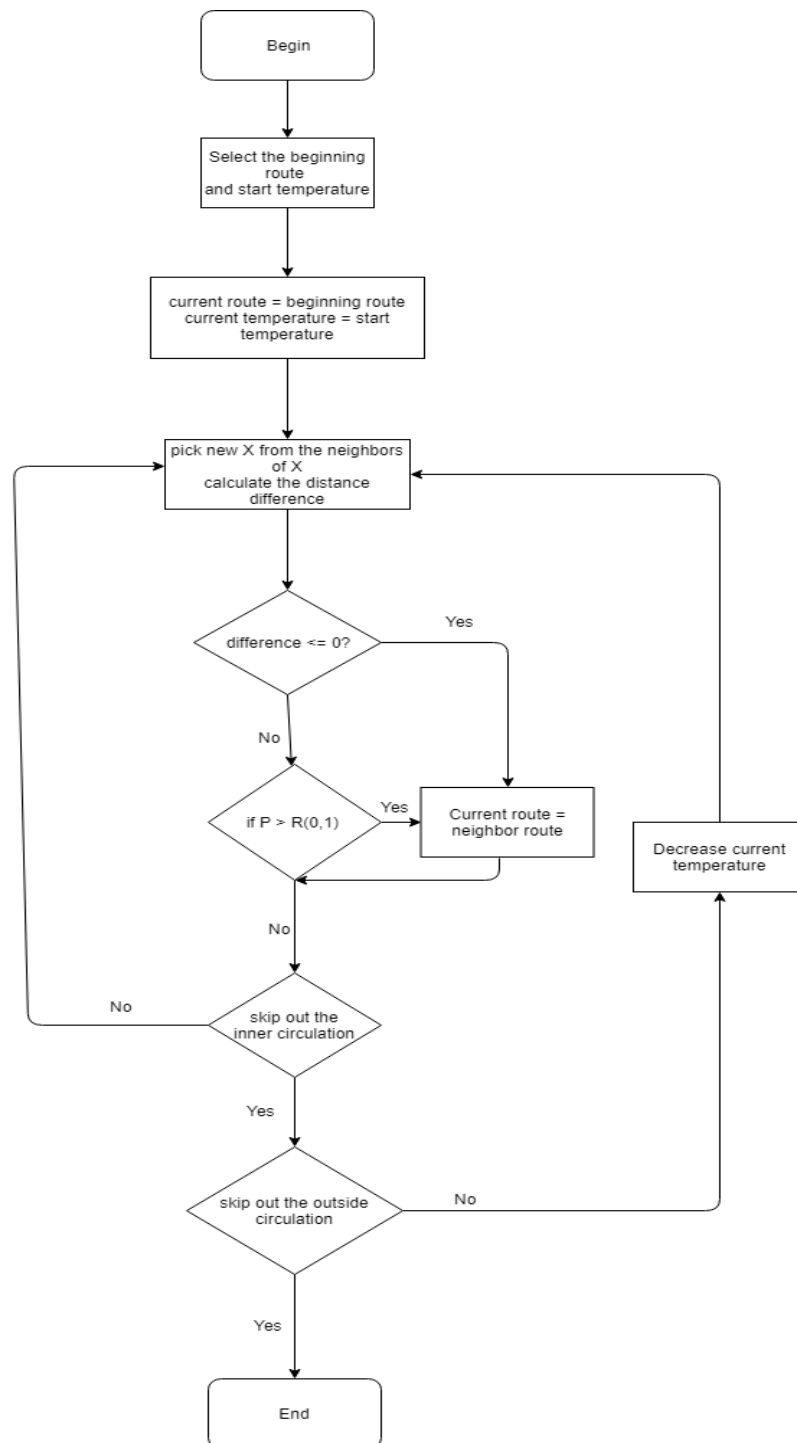 Begin
Select the beginning
route
and start temperature
current route = beginning route
current temperature = start
temperature
pick new X from the neighbors
of X
calculate the distance
difference
difference <= 0?
Yes
No
if P > R(0,1)
Yes
Current route =
neighbor route
Decrease current
temperature
No
skip out the
inner circulation
No
Yes
skip out the outside
circulation
No
Yes
End